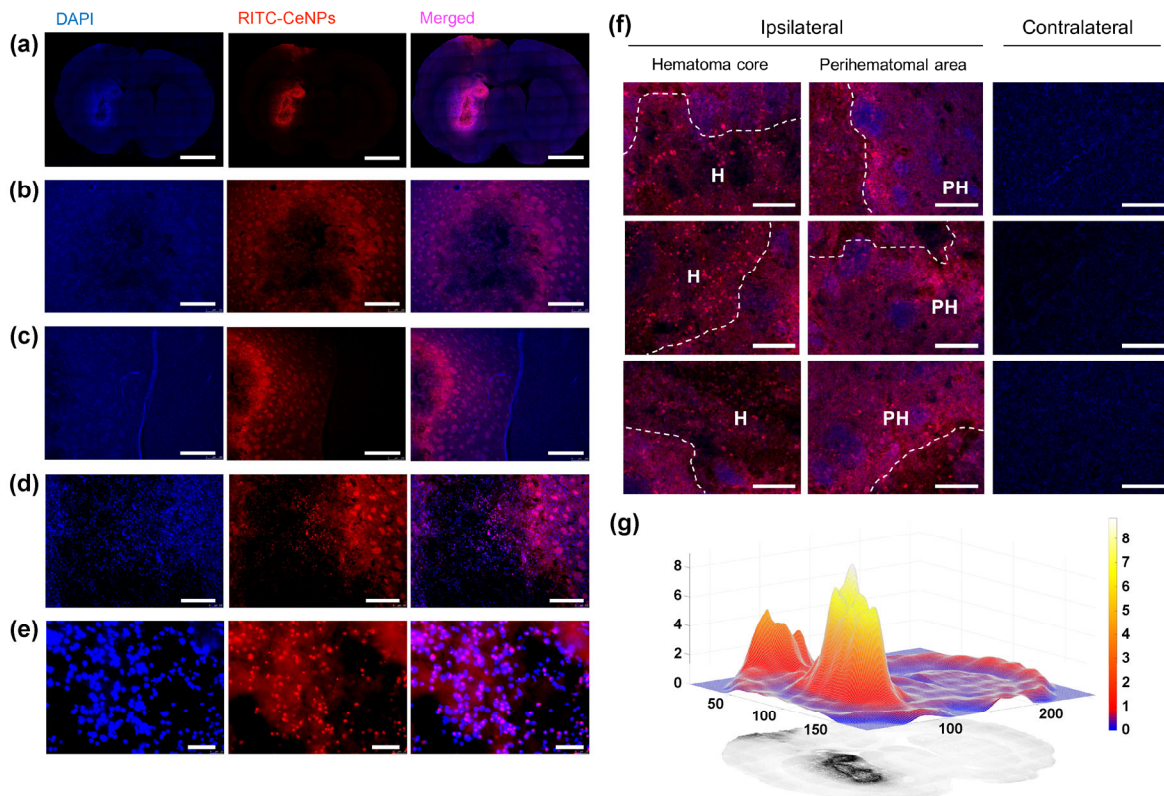 DAPI RITC-CeNPs Merged
(a)
(b)
(c)
(d)
(e)
(f)
Ipsilateral Contralateral
Hematoma core Perihematomal area
H PH
H PH
H PH
(g)
8
6
4
2
0
50
100
150
100
200
8
7
6
5
4
3
2
1
0